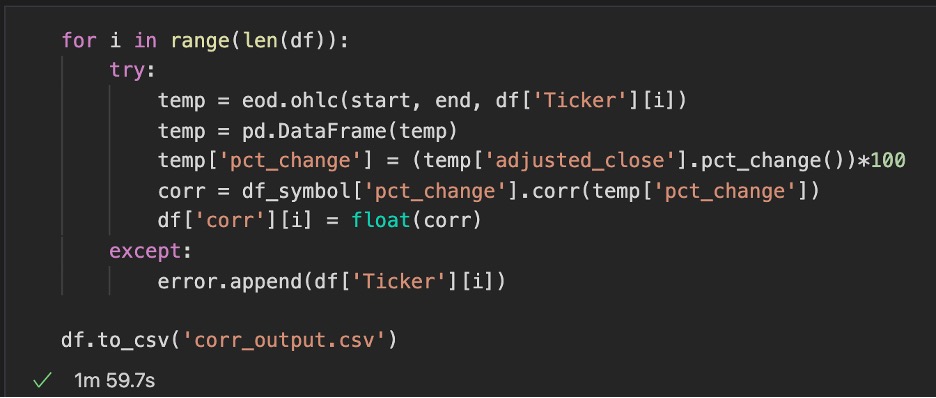 for i in range(len(df)):
    try:
        temp = eod.ohlc(start, end, df['Ticker'][i])
        temp = pd.DataFrame(temp)
        temp['pct_change'] = (temp['adjusted_close'].pct_change())*100
        corr = df_symbol['pct_change'].corr(temp['pct_change'])
        df['corr'][i] = float(corr)
    except:
        error.append(df['Ticker'][i])

df.to_csv('corr_output.csv')
1m 59.7s